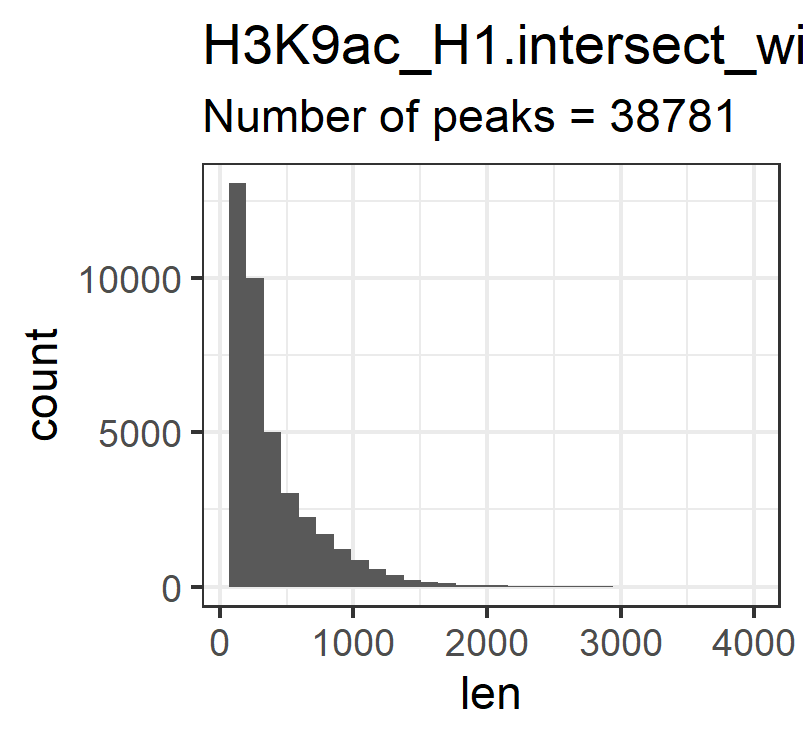 H3K9ac_H1.intersect_wi
Number of peaks = 38781
10000
5000
0
count
0 1000 2000 3000 4000
len